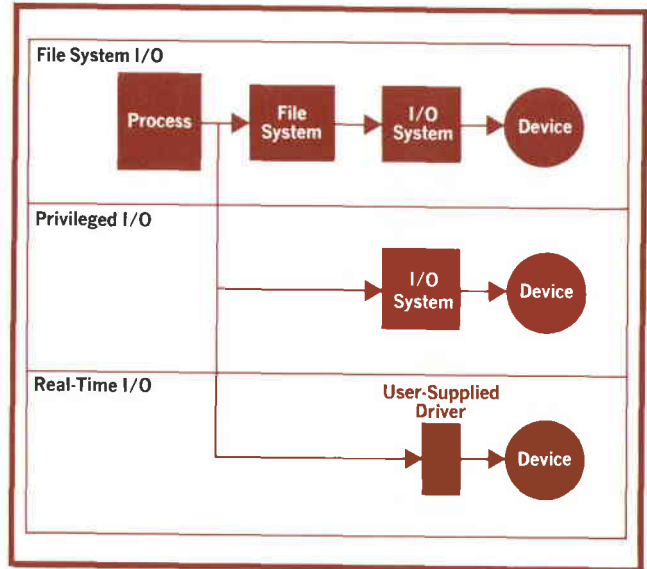 File System I/O
Process
File
System
I/O
System
Device
Privileged I/O
I/O
System
Device
Real-Time I/O
User-Supplied
Driver
Device